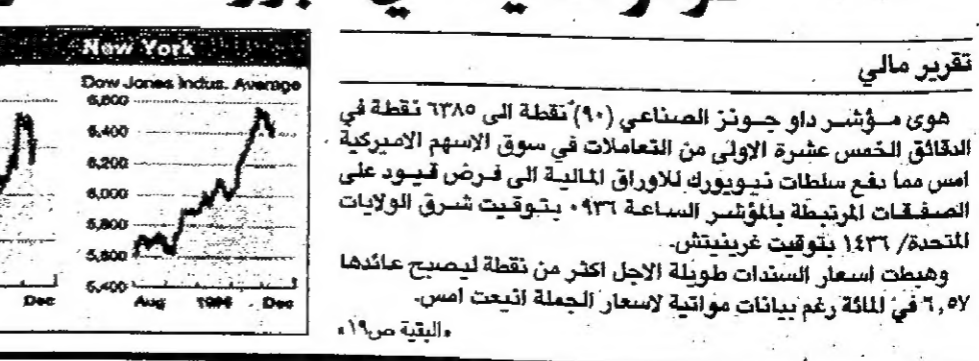 New York
Dow Jones Indus. Average
6,600
6,400
6,200
6,000
5,800
5,600
5,400
Aug 1996 Dec
Dec
تقرير مالي
هوى مؤشر داو جونز الصناعي (٩٠) نقطة الى ٦٣٨٥ نقطة في
الدقائق الخمس عشرة الاولى من التعاملات في سوق الاسهم الاميركية
امس مما دفع سلطات نيويورك للاوراق المالية الى فرض قيود على
الصفقات المرتبطة بالمؤشر الساعة ٠٩٣٦ بتوقيت شرق الولايات
المتحدة/ ١٤٣٦ بتوقيت غرينيتش.
وهبطت اسعار السندات طويلة الاجل اكثر من نقطة ليصبح عائدها
٦,٥٧ في المائة رغم بيانات مواتية لاسعار الجملة اذيعت امس.
«البقية ص١٩»